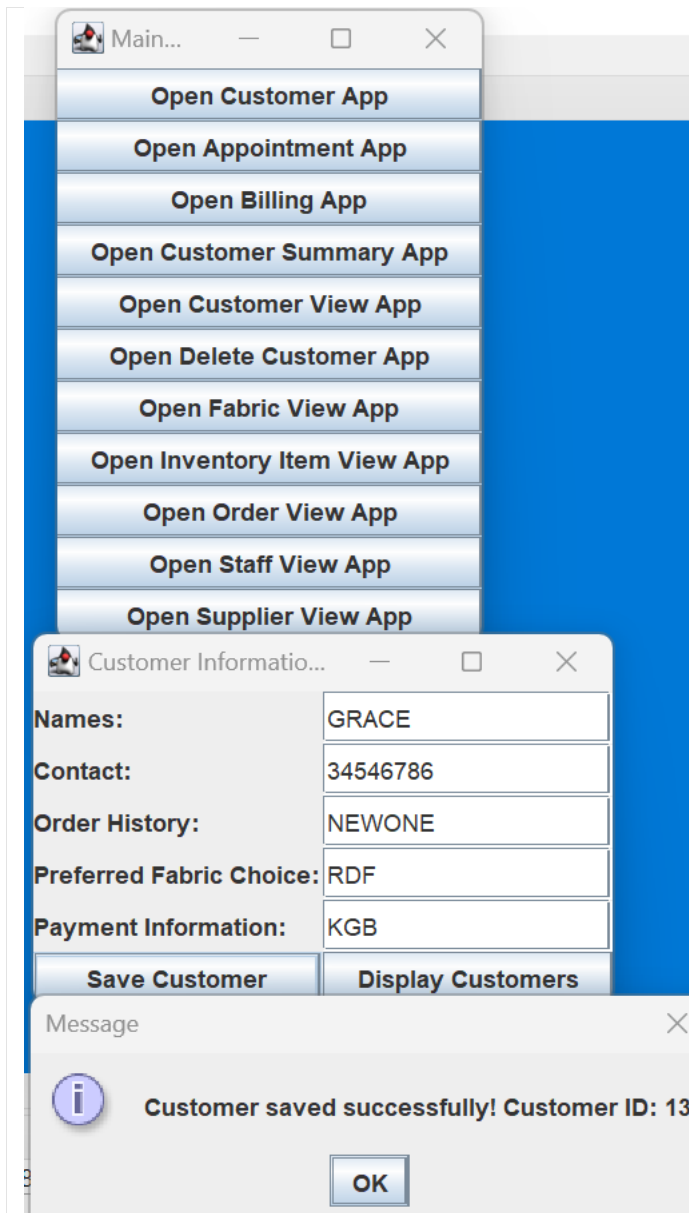 Main...
Open Customer App
Open Appointment App
Open Billing App
Open Customer Summary App
Open Customer View App
Open Delete Customer App
Open Fabric View App
Open Inventory Item View App
Open Order View App
Open Staff View App
Open Supplier View App
Customer Informatio...
Names: GRACE
Contact: 34546786
Order History: NEWONE
Preferred Fabric Choice: RDF
Payment Information: KGB
Save Customer Display Customers
Message
Customer saved successfully! Customer ID: 13
OK